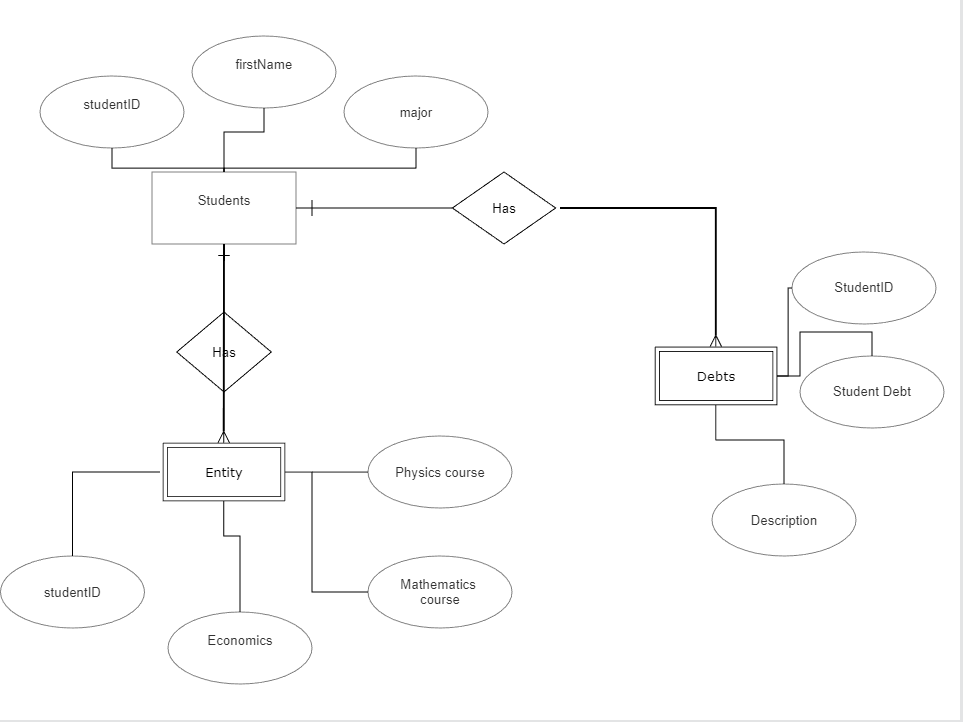 firstName
studentID
major
Students
Has
StudentID
Has
Debts
Student Debt
Entity
Physics course
Description
studentID
Mathematics
course
Economics